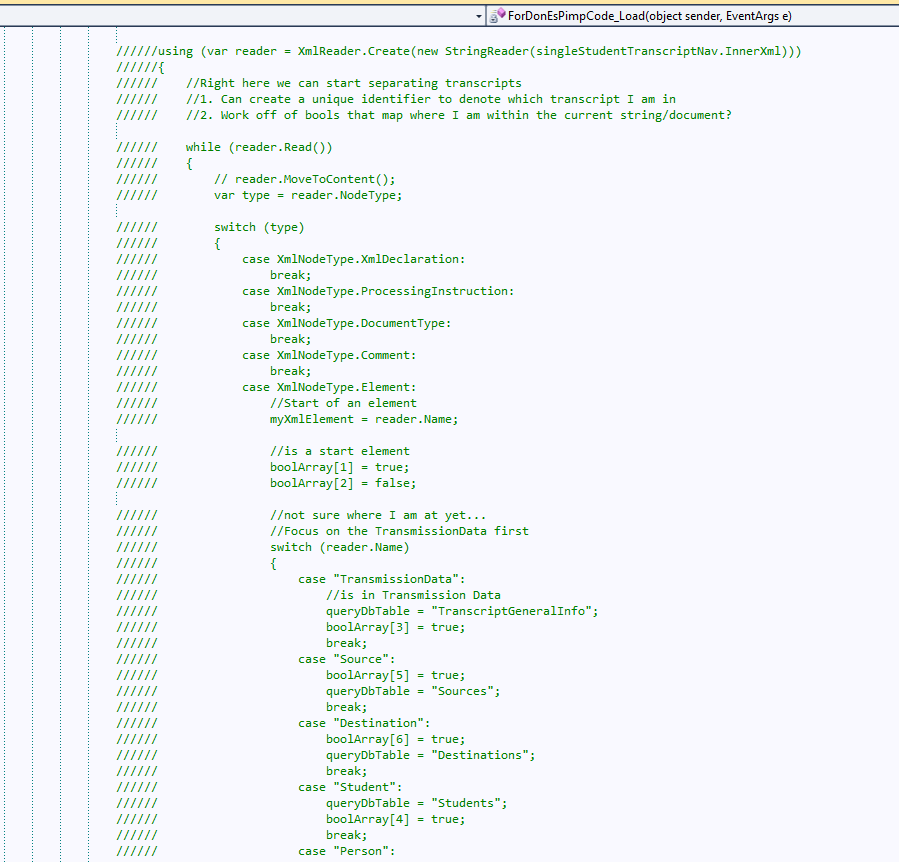 ForDonEsPimpCode_Load(object sender, EventArgs e)
//////using (var reader = XmlReader.Create(new StringReader(singleStudentTranscriptNav.InnerXml)))
//////{
//////    //Right here we can start separating transcripts
//////    //1. Can create a unique identifier to denote which transcript I am in
//////    //2. Work off of bools that map where I am within the current string/document?
//////    while (reader.Read())
//////    {
//////        // reader.MoveToContent();
//////        var type = reader.NodeType;
//////        switch (type)
//////        {
//////            case XmlNodeType.XmlDeclaration:
//////                break;
//////            case XmlNodeType.ProcessingInstruction:
//////                break;
//////            case XmlNodeType.DocumentType:
//////                break;
//////            case XmlNodeType.Comment:
//////                break;
//////            case XmlNodeType.Element:
//////                //Start of an element
//////                myXmlElement = reader.Name;
//////                //is a start element
//////                boolArray[1] = true;
//////                boolArray[2] = false;
//////                //not sure where I am at yet...
//////                //Focus on the TransmissionData first
//////                switch (reader.Name)
//////                {
//////                    case "TransmissionData":
//////                        //is in Transmission Data
//////                        queryDbTable = "TranscriptGeneralInfo";
//////                        boolArray[3] = true;
//////                        break;
//////                    case "Source":
//////                        boolArray[5] = true;
//////                        queryDbTable = "Sources";
//////                        break;
//////                    case "Destination":
//////                        boolArray[6] = true;
//////                        queryDbTable = "Destinations";
//////                        break;
//////                    case "Student":
//////                        queryDbTable = "Students";
//////                        boolArray[4] = true;
//////                        break;
//////                    case "Person":